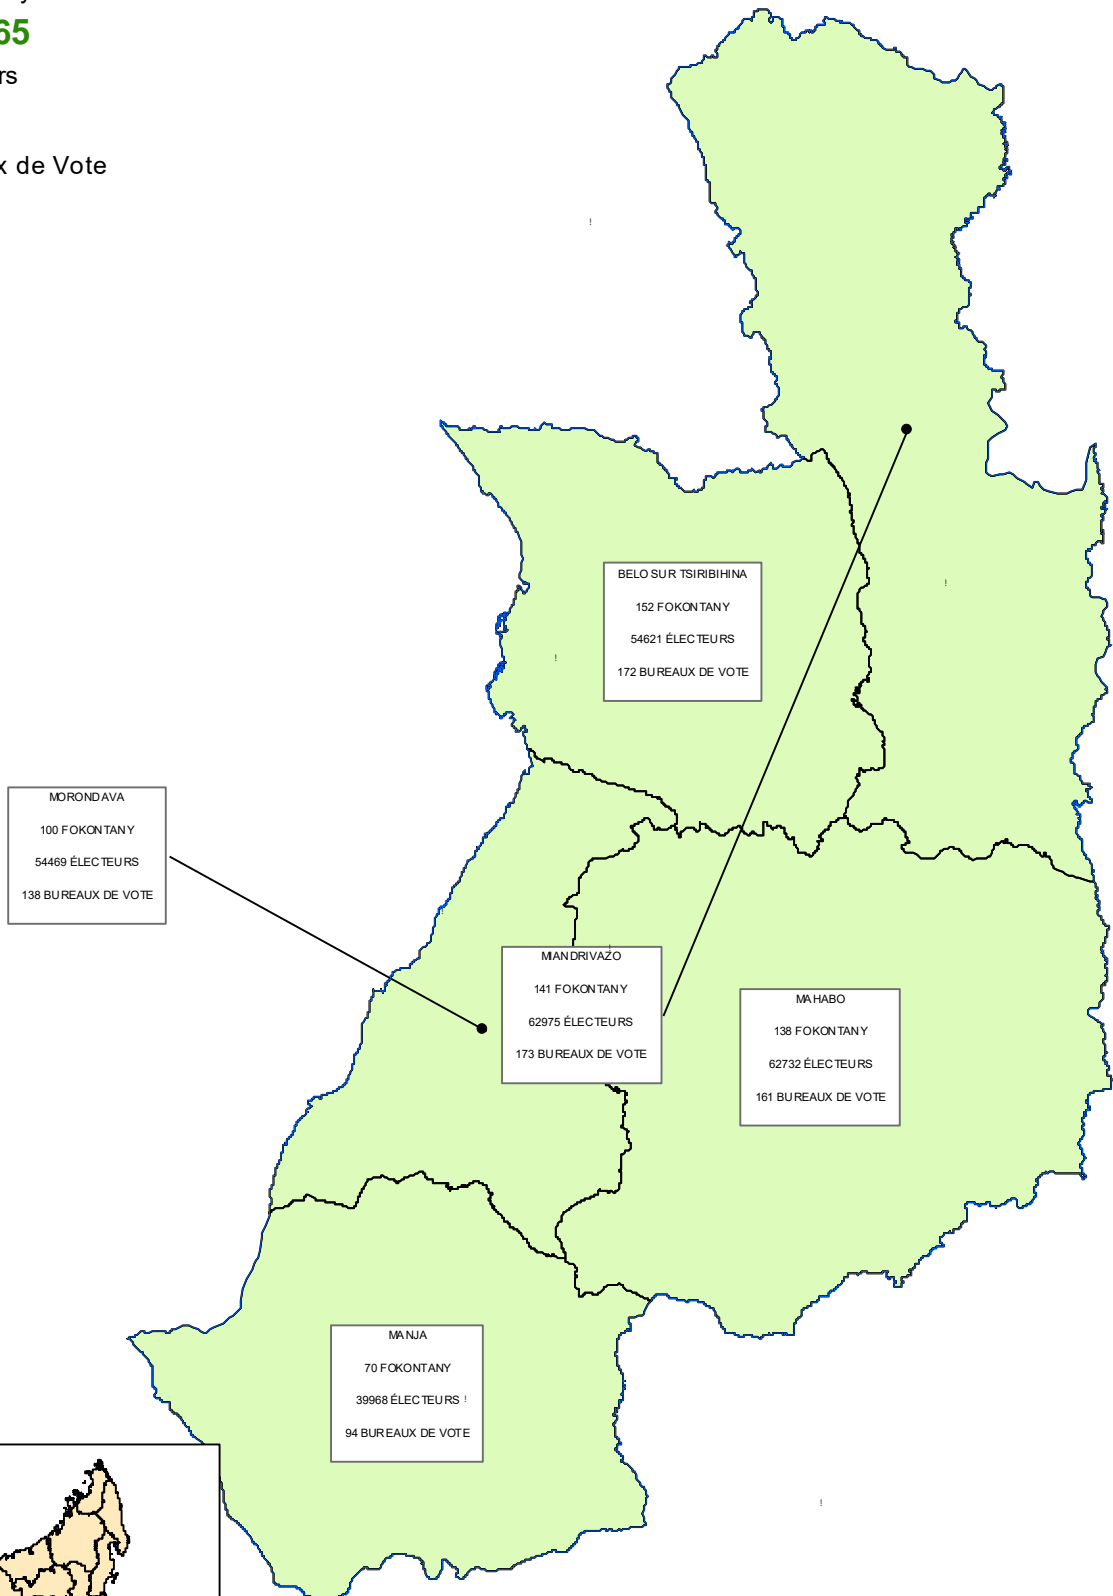 65
x de Vote
BELO SUR TSIRIBIHINA
152 FOKONTANY
54621 ÉLECTEURS
172 BUREAUX DE VOTE
MORONDAVA
100 FOKONTANY
54469 ÉLECTEURS
138 BUREAUX DE VOTE
MIANDRIVAZO
141 FOKONTANY
62975 ÉLECTEURS
173 BUREAUX DE VOTE
MAHABO
138 FOKONTANY
62732 ÉLECTEURS
161 BUREAUX DE VOTE
MANJA
70 FOKONTANY
39968 ÉLECTEURS
94 BUREAUX DE VOTE